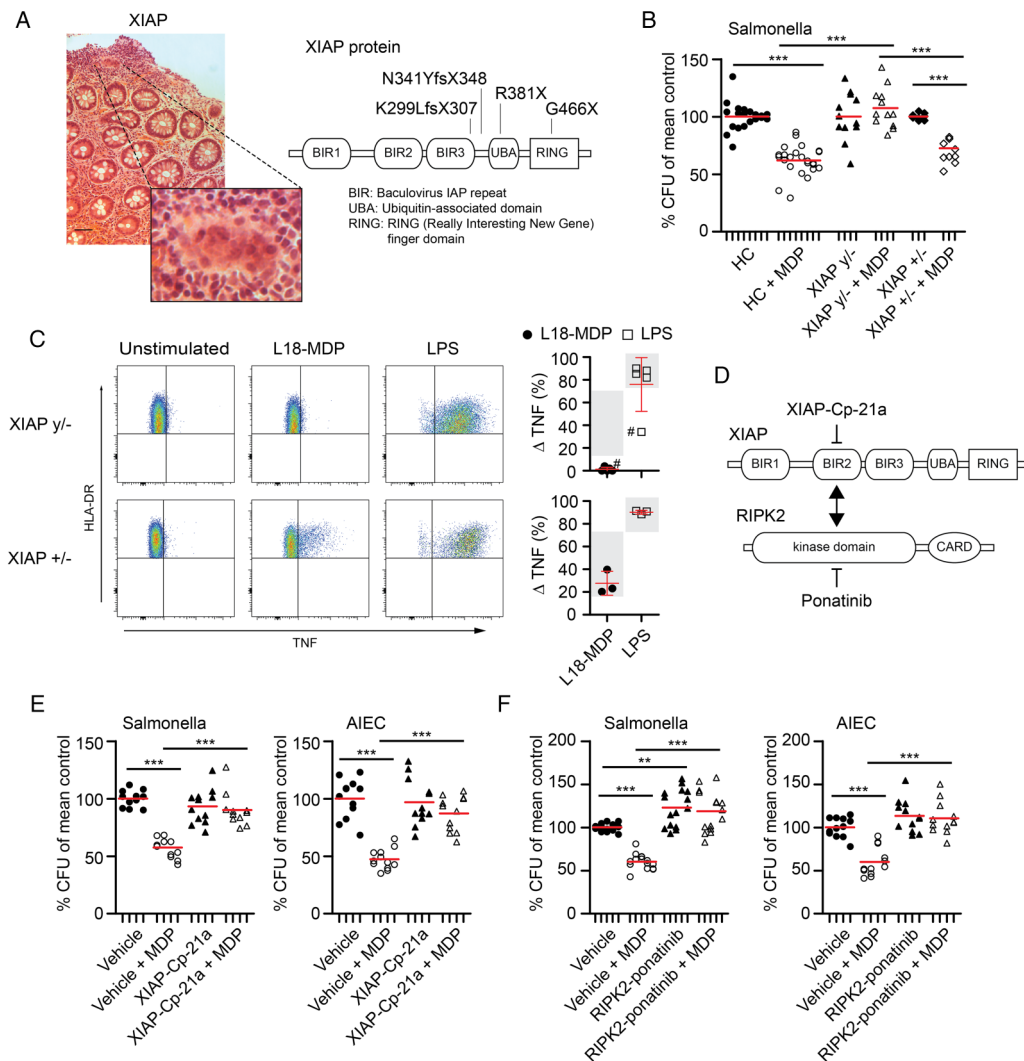 A
XIAP
XIAP protein
N341YfsX348
R381X
K299LfsX307
G466X
BIR1
BIR2
BIR3
UBA
RING
BIR: Baculovirus IAP repeat
UBA: Ubiquitin-associated domain
RING: RING (Really Interesting New Gene)
finger domain
B
Salmonella
***
***
***
***
% CFU of mean control
150
100
50
0
HC
HC + MDP
XIAP y/-
XIAP y/- + MDP
XIAP +/-
XIAP +/- + MDP
C
Unstimulated
L18-MDP
LPS
XIAP y/-
XIAP +/-
HLA-DR
TNF
L18-MDP
LPS
Δ TNF (%)
100
80
60
40
20
0
#
#
Δ TNF (%)
100
80
60
40
20
0
L18-MDP
LPS
D
XIAP-Cp-21a
XIAP
BIR1
BIR2
BIR3
UBA
RING
RIPK2
kinase domain
CARD
Ponatinib
E
Salmonella
% CFU of mean control
150
100
50
0
***
***
Vehicle
Vehicle + MDP
XIAP-Cp-21a
XIAP-Cp-21a + MDP
AIEC
% CFU of mean control
150
100
50
0
***
***
Vehicle
Vehicle + MDP
XIAP-Cp-21a
XIAP-Cp-21a + MDP
F
Salmonella
% CFU of mean control
200
150
100
50
0
***
**
***
Vehicle
Vehicle + MDP
RIPK2-ponatinib
RIPK2-ponatinib + MDP
AIEC
% CFU of mean control
200
150
100
50
0
***
***
Vehicle
Vehicle + MDP
RIPK2-ponatinib
RIPK2-ponatinib + MDP